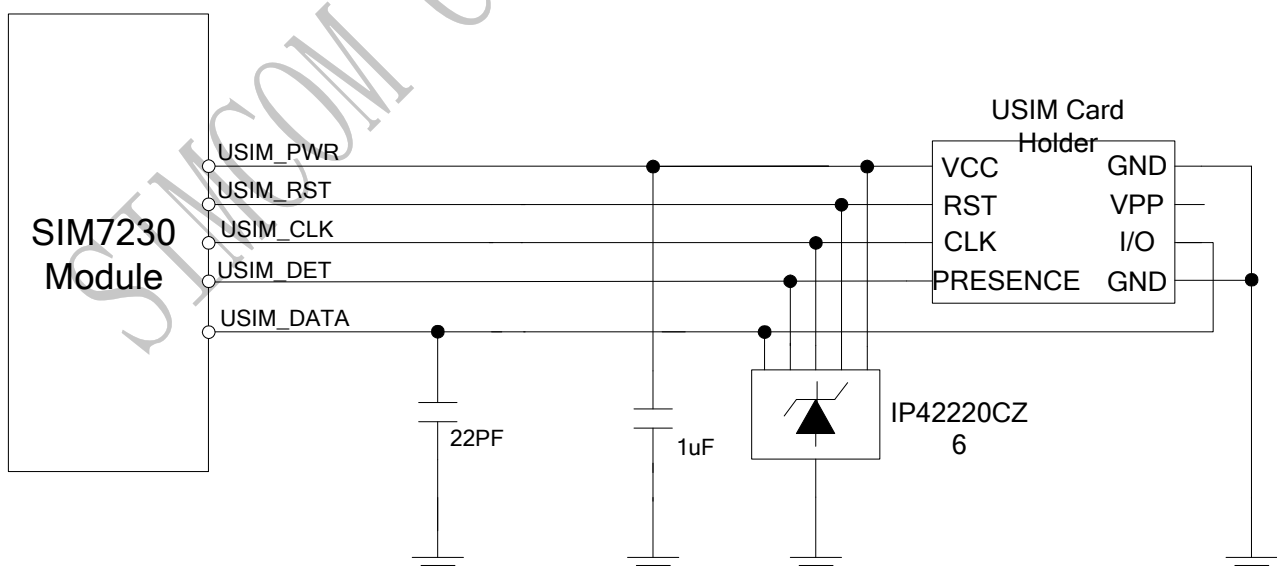 SIMCOM C
USIM Card
Holder
SIM7230
Module
USIM_PWR
USIM_RST
USIM_CLK
USIM_DET
USIM_DATA
VCC
GND
RST
VPP
CLK
I/O
PRESENCE
GND
22PF
1uF
IP42220CZ
6